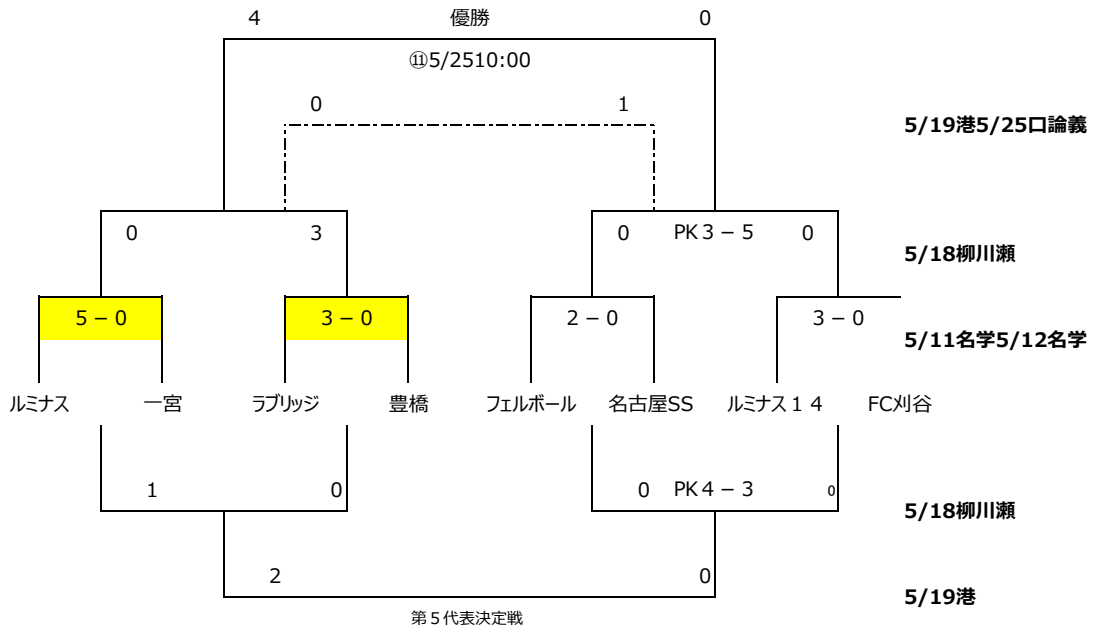 4 優勝 0
⑪5/2510:00
0 1
5/19港5/25口論義
0 3 0 PK３－５ 0
5/18柳川瀬
５－０ ３－０ ２－０ ３－０
5/11名学5/12名学
ルミナス 一宮 ラブリッジ 豊橋 フェルボール 名古屋SS ルミナス１４ FC刈谷
1 0 0 PK４－３ 0
5/18柳川瀬
2 0
5/19港
第５代表決定戦